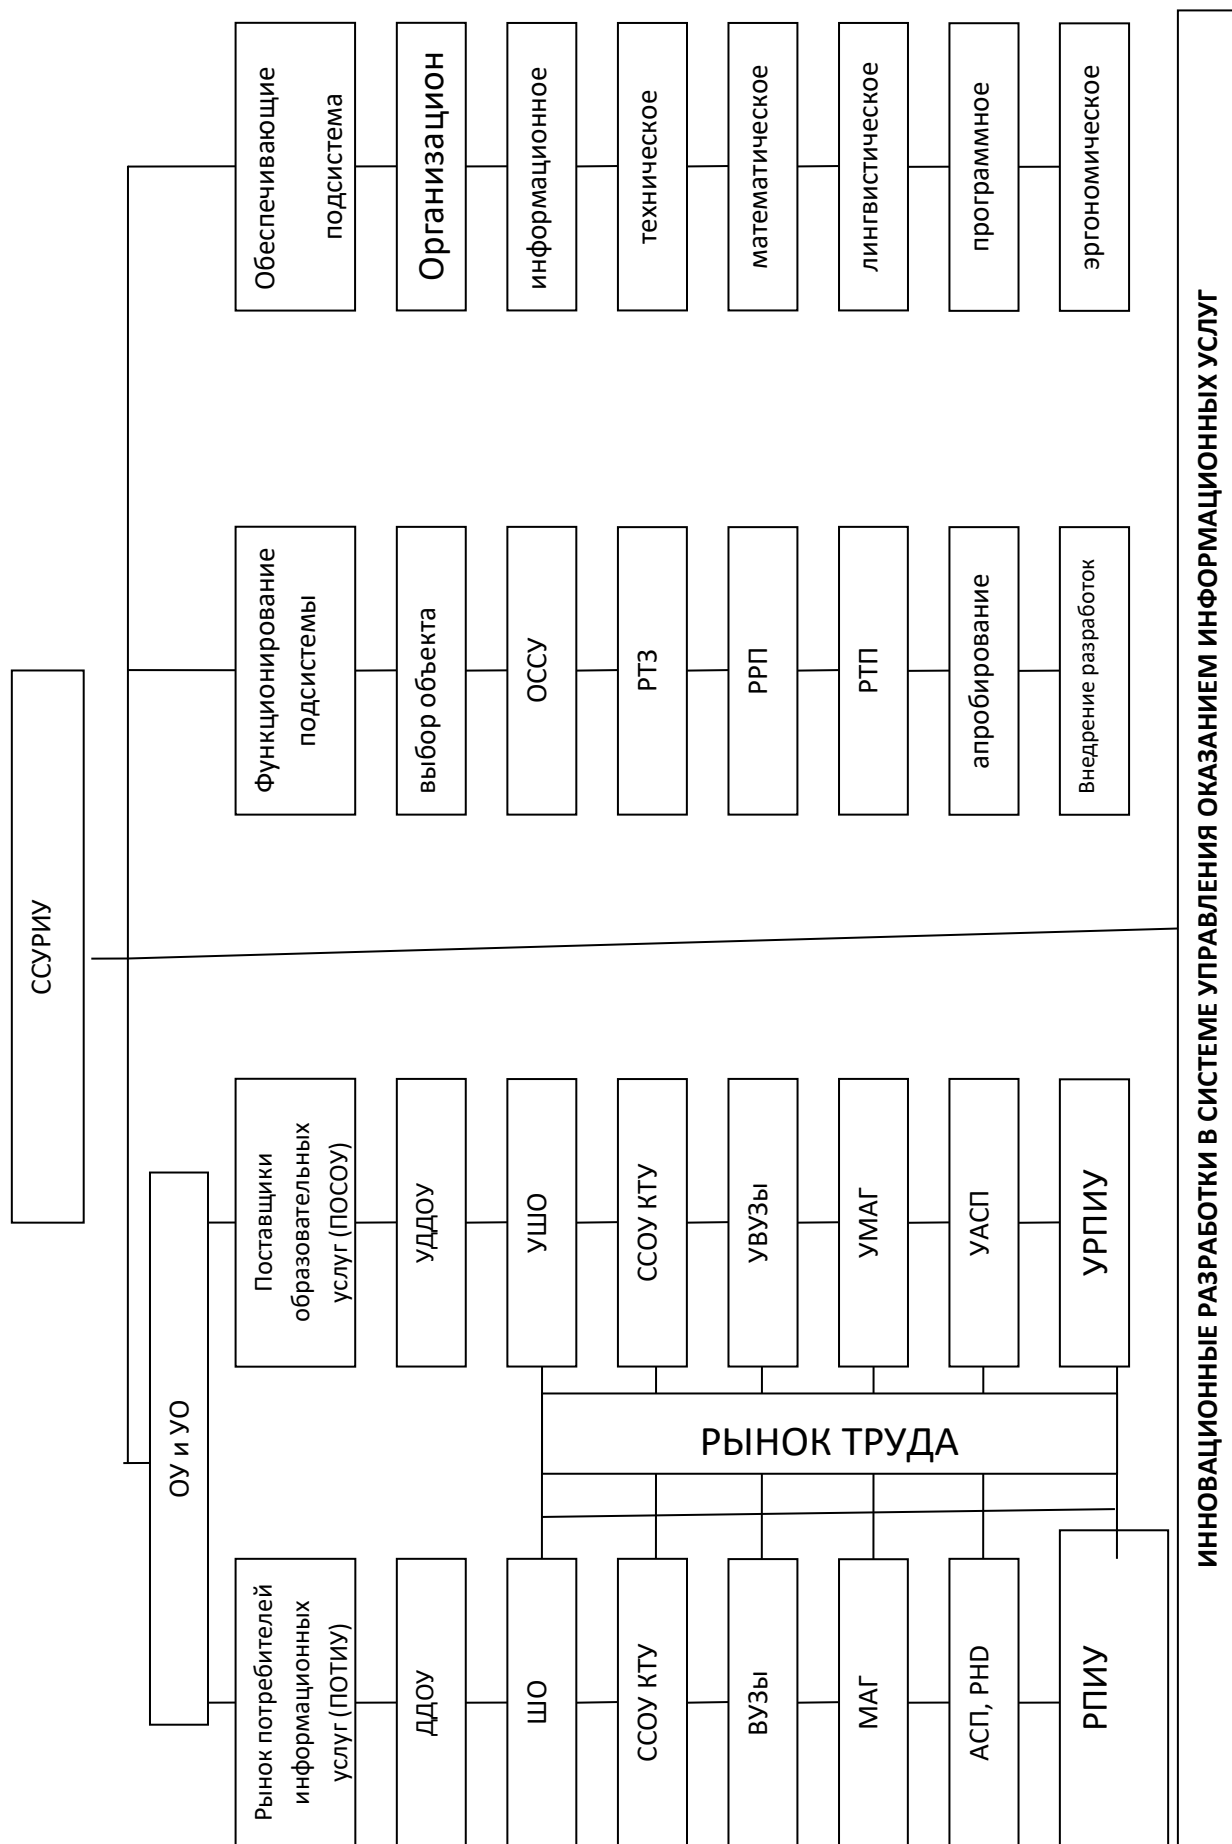 ССУРИУ
ОУ и УО
Рынок потребителей
информационных
услуг (ПОТИУ)
Поставщики
образовательных
услуг (ПОСОУ)
Функционирование
подсистемы
Обеспечивающие
подсистема
ДДОУ
УДДОУ
выбор объекта
Организацион
ШО
УШО
ОССУ
информационное
ССОУ КТУ
ССОУ КТУ
РТЗ
техническое
РЫНОК ТРУДА
ВУЗы
УВУЗы
РРП
математическое
МАГ
УМАГ
РТП
лингвистическое
АСП, PHD
УАСП
апробирование
программное
РПИУ
УРПИУ
Внедрение разработок
эргономическое
ИННОВАЦИОННЫЕ РАЗРАБОТКИ В СИСТЕМЕ УПРАВЛЕНИЯ ОКАЗАНИЕМ ИНФОРМАЦИОННЫХ УСЛУГ